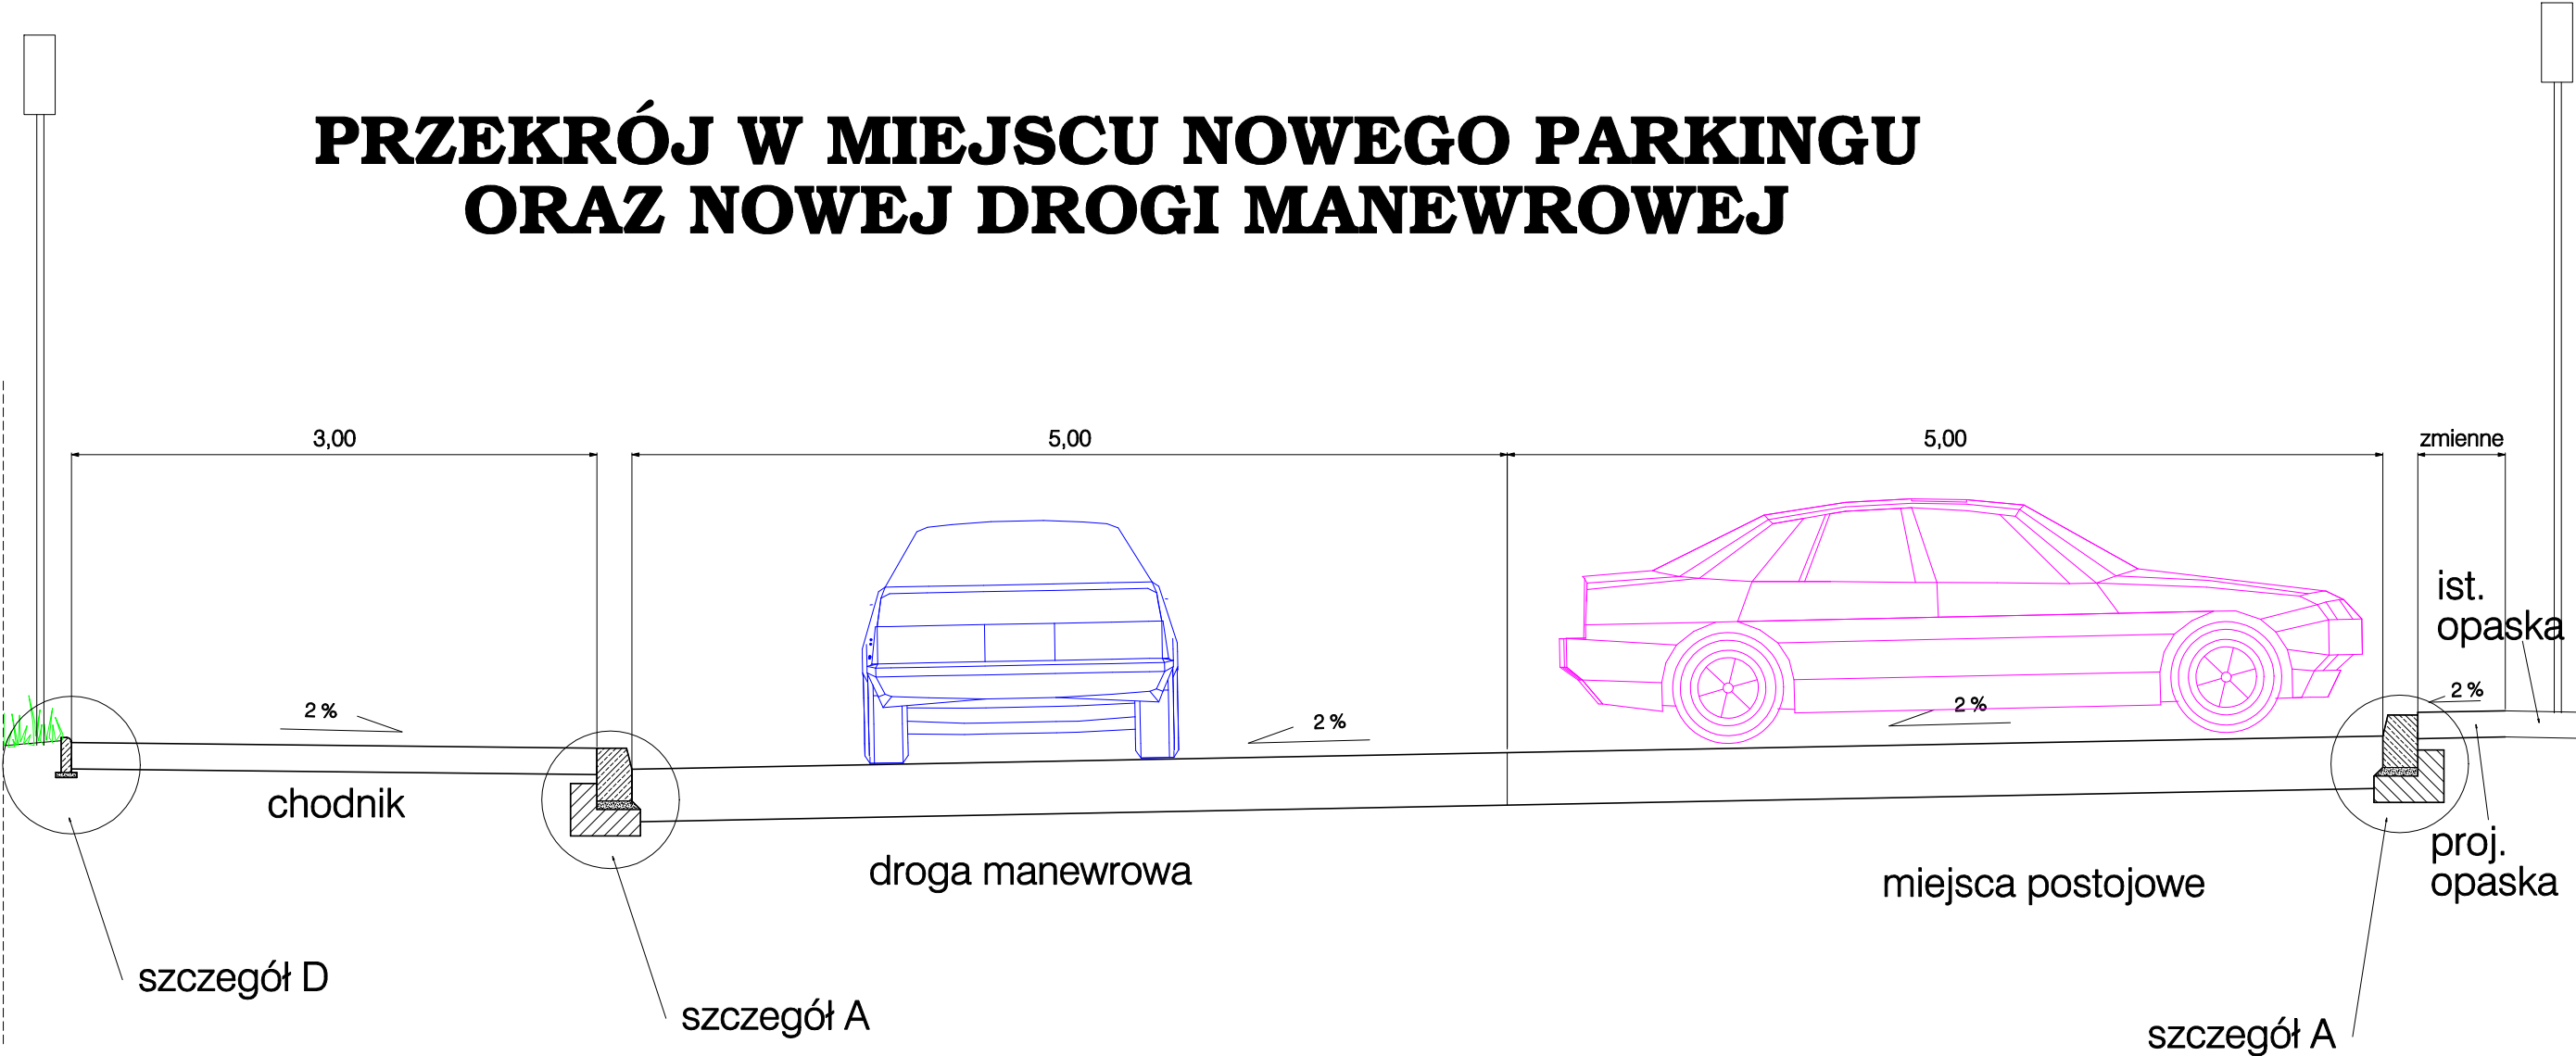 PRZEKRÓJ W MIEJSCU NOWEGO PARKINGU
ORAZ NOWEJ DROGI MANEWROWEJ
3,00
5,00
5,00
zmienne
ist.
opaska
2 %
2 %
2 %
2 %
chodnik
droga manewrowa
miejsca postojowe
proj.
opaska
szczegół D
szczegół A
szczegół A